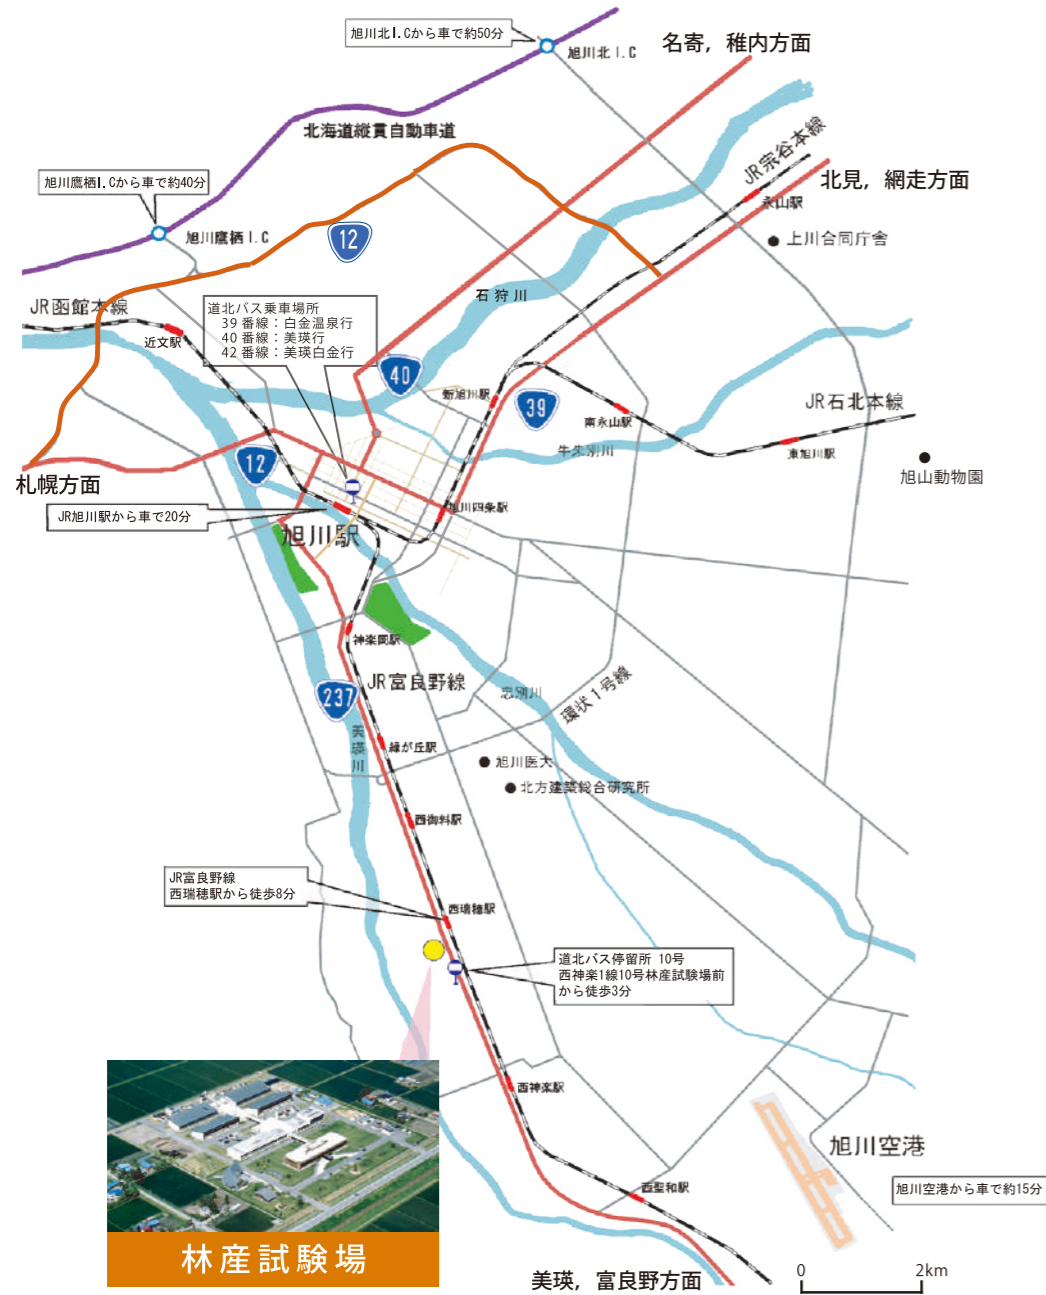 旭川北I.Cから車で約50分
旭川北I.C
名寄，稚内方面
北海道縦貫自動車道
JR宗谷本線
旭川鷹栖I.Cから車で約40分
北見，網走方面
永山駅
旭川鷹栖I.C
12
上川合同庁舎
石狩川
JR函館本線
道北バス乗車場所
39番線：白金温泉行
40番線：美瑛行
42番線：美瑛白金行
近文駅
40
新旭川駅
39
JR石北本線
南永山駅
牛朱別川
東旭川駅
12
旭山動物園
札幌方面
JR旭川駅から車で20分
旭川四条駅
旭川駅
神楽岡駅
JR富良野線
237
忠別川
環状1号線
美瑛川
緑が丘駅
旭川医大
北方建築総合研究所
西御料駅
JR富良野線
西瑞穂駅から徒歩8分
西瑞穂駅
道北バス停留所 10号
西神楽1線10号林産試験場前
から徒歩3分
西神楽駅
旭川空港
旭川空港から車で約15分
西聖和駅
林産試験場
美瑛，富良野方面
0 2km